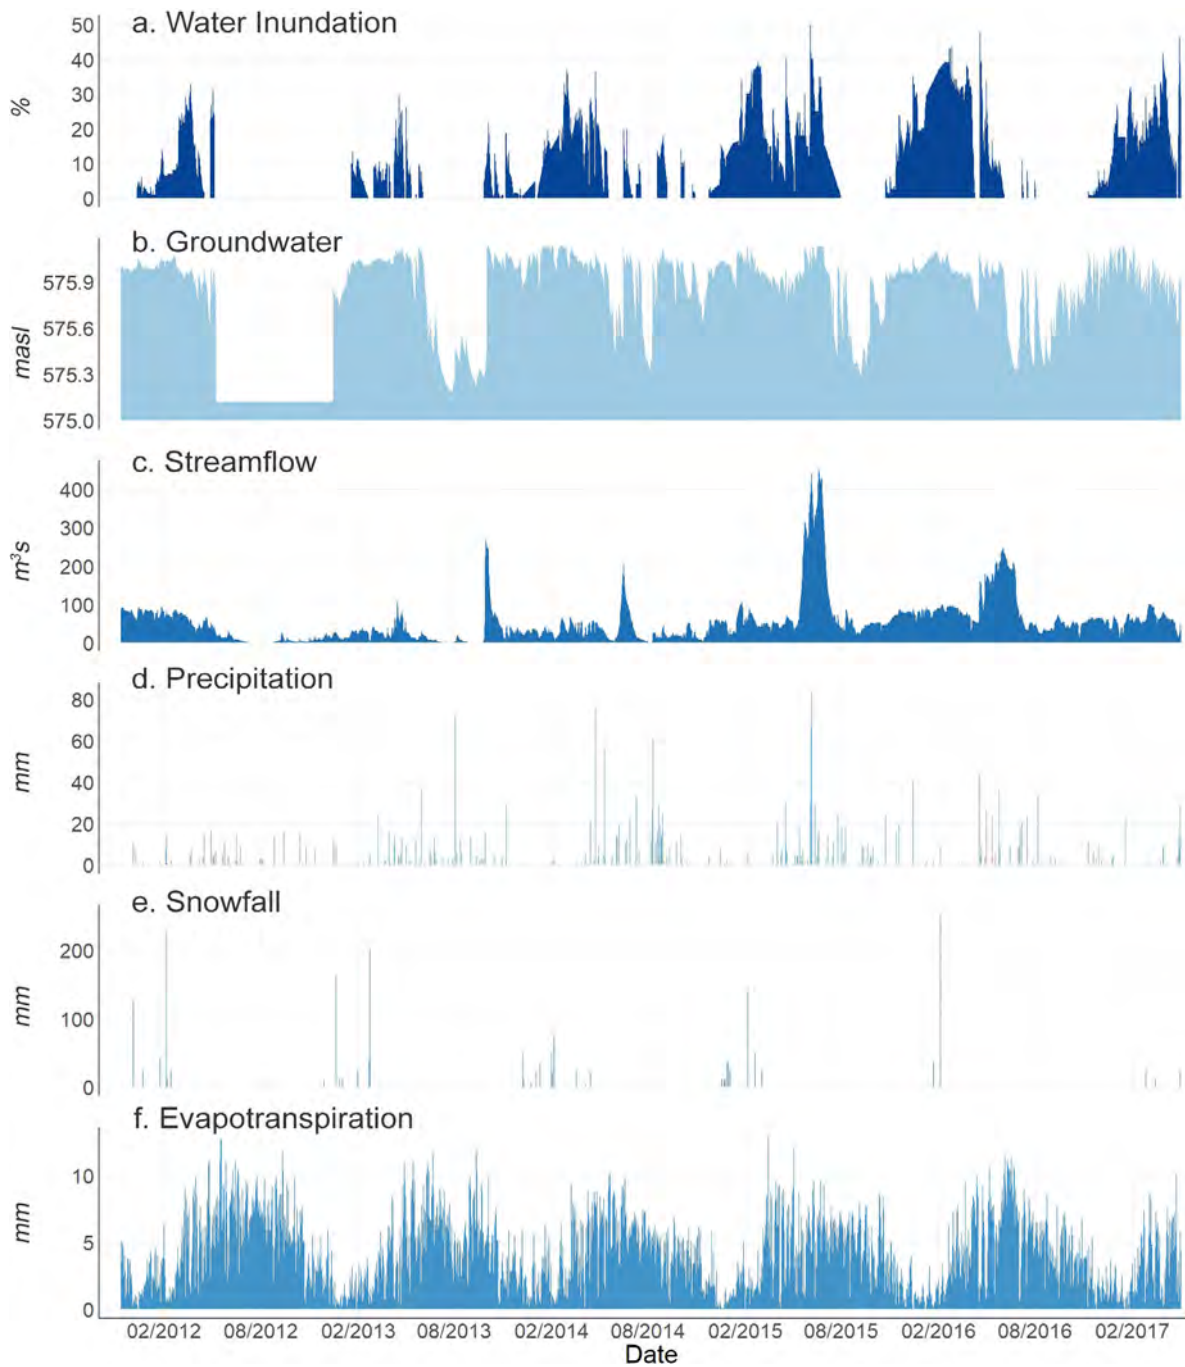 a. Water Inundation
50
40
30
20
10
0
%
b. Groundwater
575.9
575.6
575.3
575.0
masl
c. Streamflow
400
300
200
100
0
m³s
d. Precipitation
80
60
40
20
0
mm
e. Snowfall
200
100
0
mm
f. Evapotranspiration
10
5
0
mm
02/2012 08/2012 02/2013 08/2013 02/2014 08/2014 02/2015 08/2015 02/2016 08/2016 02/2017
Date